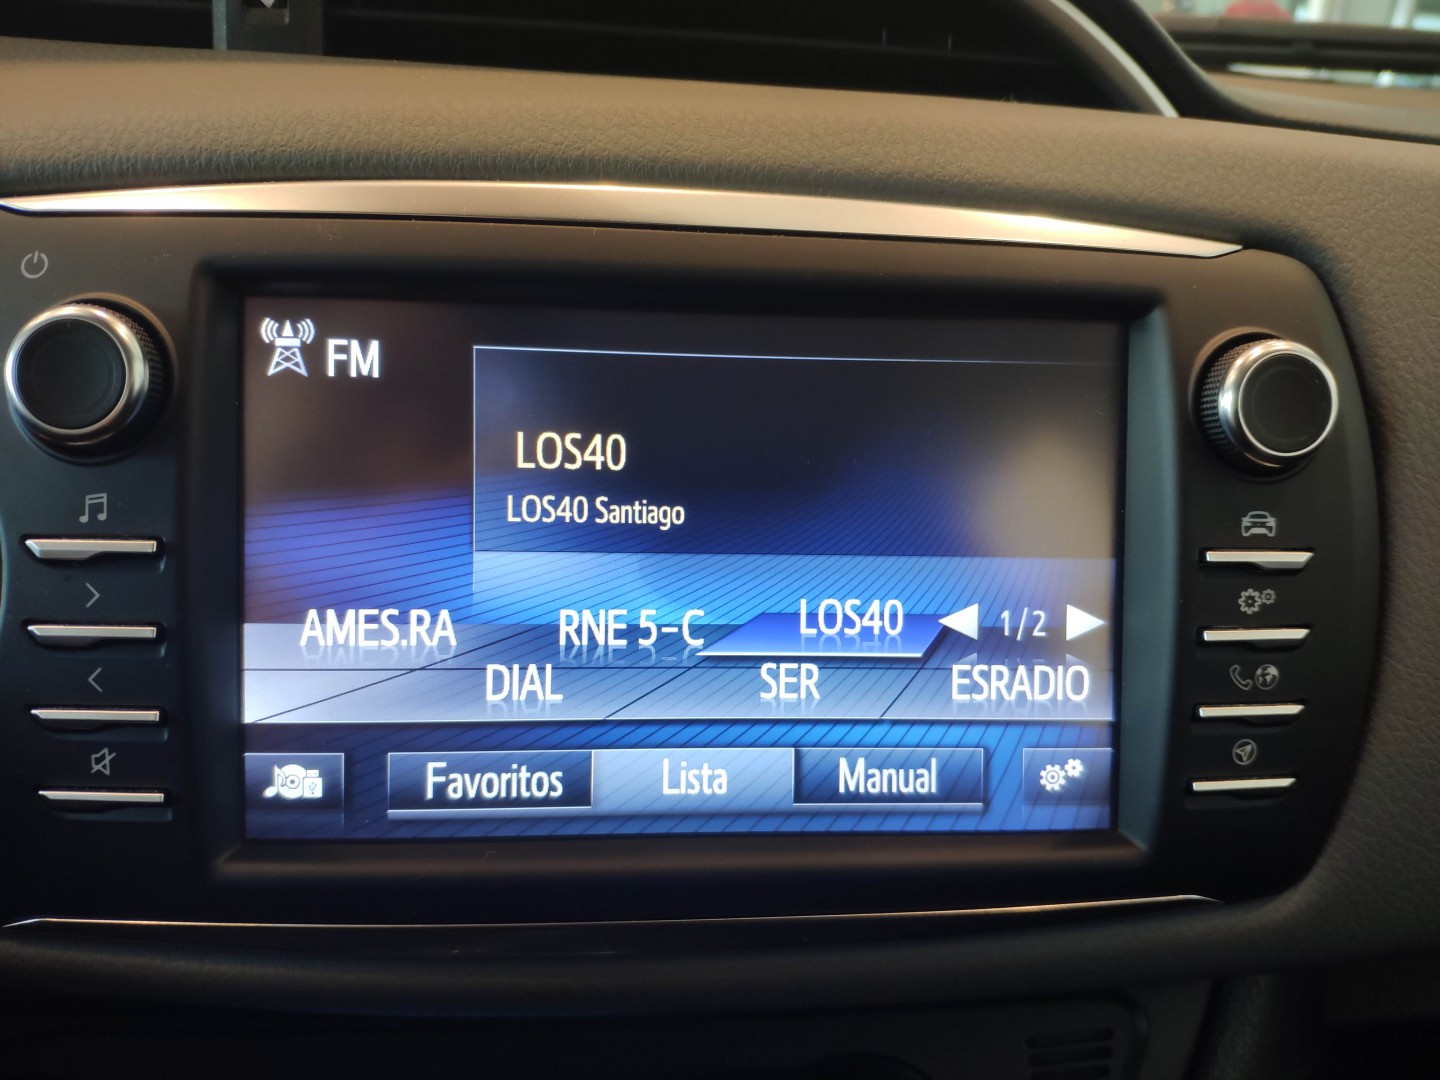 FM
LOS40
LOS40 Santiago
AMES.RA RNE 5-C LOS40 1/2
DIAL SER ESRADIO
Favoritos Lista Manual